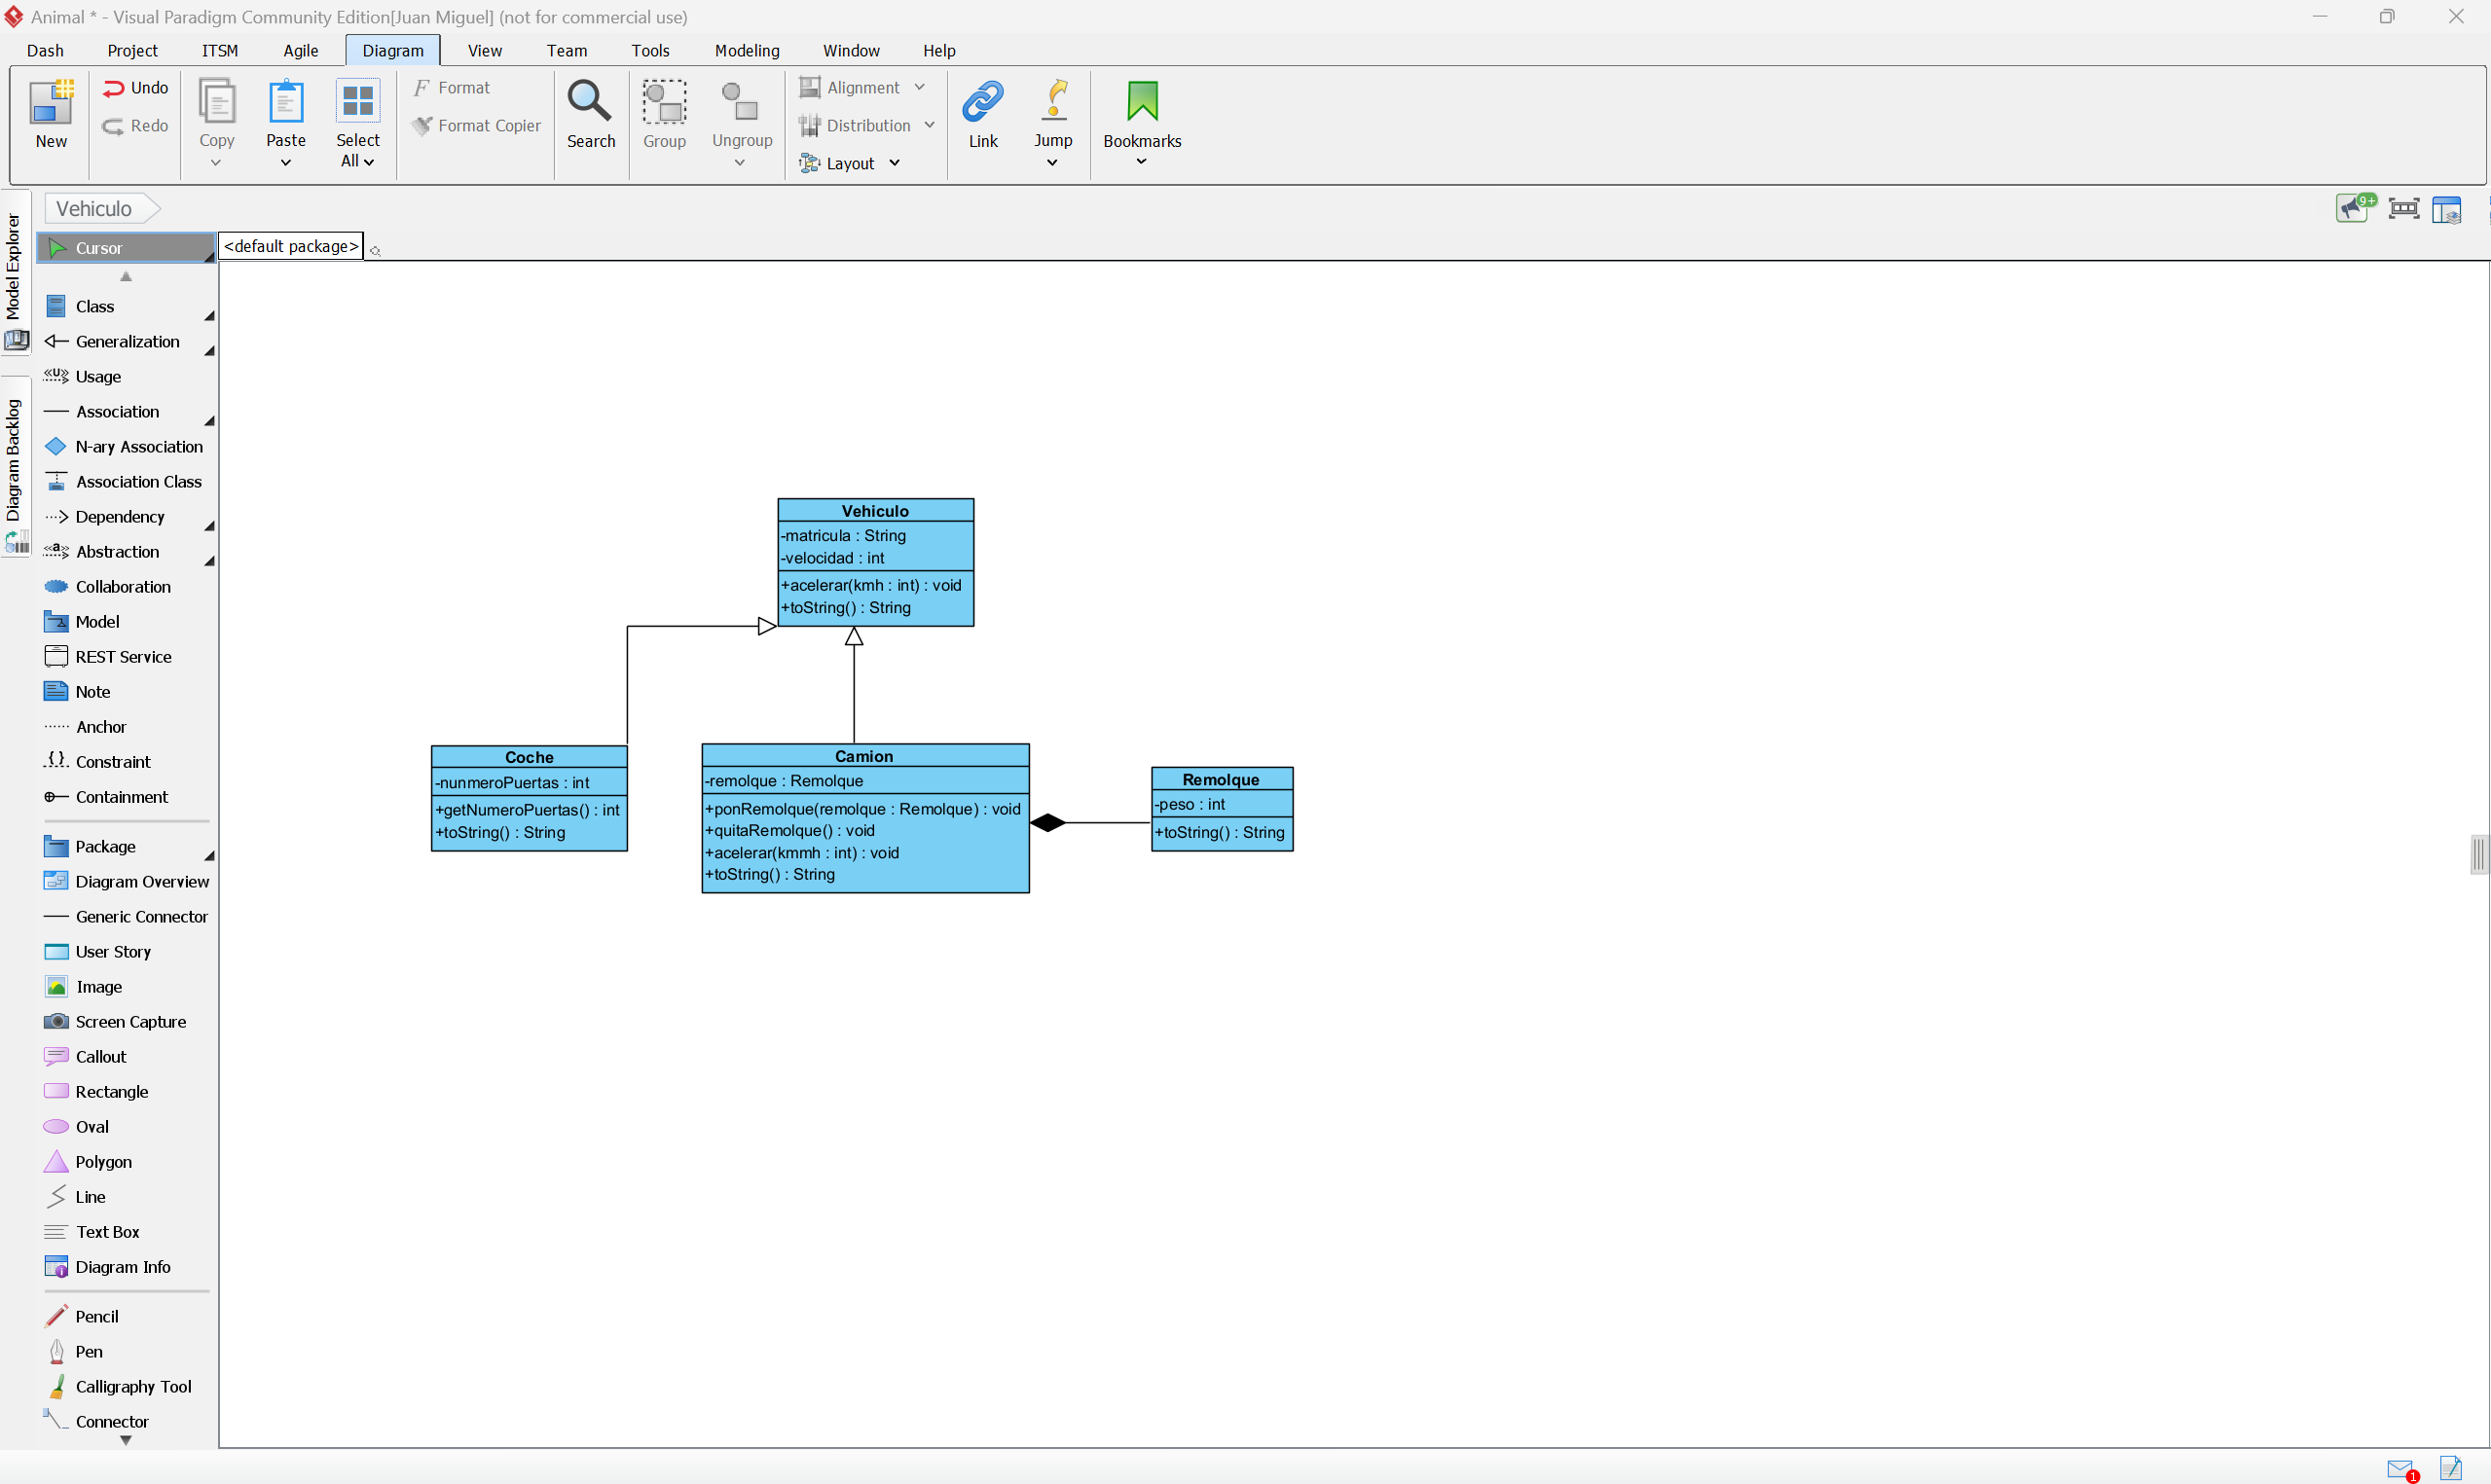 Animal * - Visual Paradigm Community Edition[Juan Miguel] (not for commercial use)
Dash Project ITSM Agile Diagram View Team Tools Modeling Window Help
New
Undo
Redo
Copy
Paste
Select
All
Format
Format Copier
Search
Group
Ungroup
Alignment
Distribution
Layout
Link
Jump
Bookmarks
Model Explorer
Diagram Backlog
Vehiculo
9+
Cursor
<default package>
Class
Generalization
«U» Usage
Association
N-ary Association
Association Class
Dependency
«a» Abstraction
Collaboration
Model
REST Service
Note
Anchor
{} Constraint
Containment
Package
Diagram Overview
Generic Connector
User Story
Image
Screen Capture
Callout
Rectangle
Oval
Polygon
Line
Text Box
Diagram Info
Pencil
Pen
Calligraphy Tool
Connector
Vehiculo
-matricula : String
-velocidad : int
+acelerar(kmh : int) : void
+toString() : String
Coche
-nunmeroPuertas : int
+getNumeroPuertas() : int
+toString() : String
Camion
-remolque : Remolque
+ponRemolque(remolque : Remolque) : void
+quitaRemolque() : void
+acelerar(kmmh : int) : void
+toString() : String
Remolque
-peso : int
+toString() : String
1